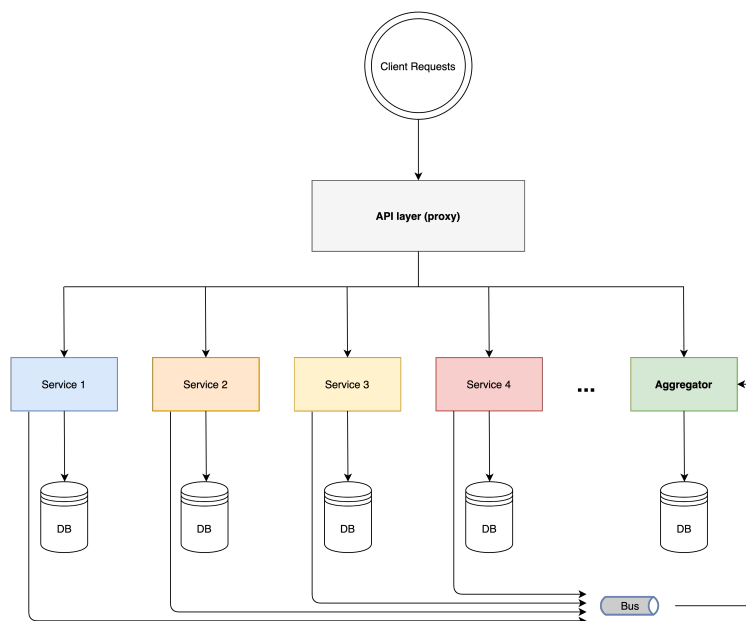 Client Requests
API layer (proxy)
Service 1
Service 2
Service 3
Service 4
...
Aggregator
DB
DB
DB
DB
DB
Bus